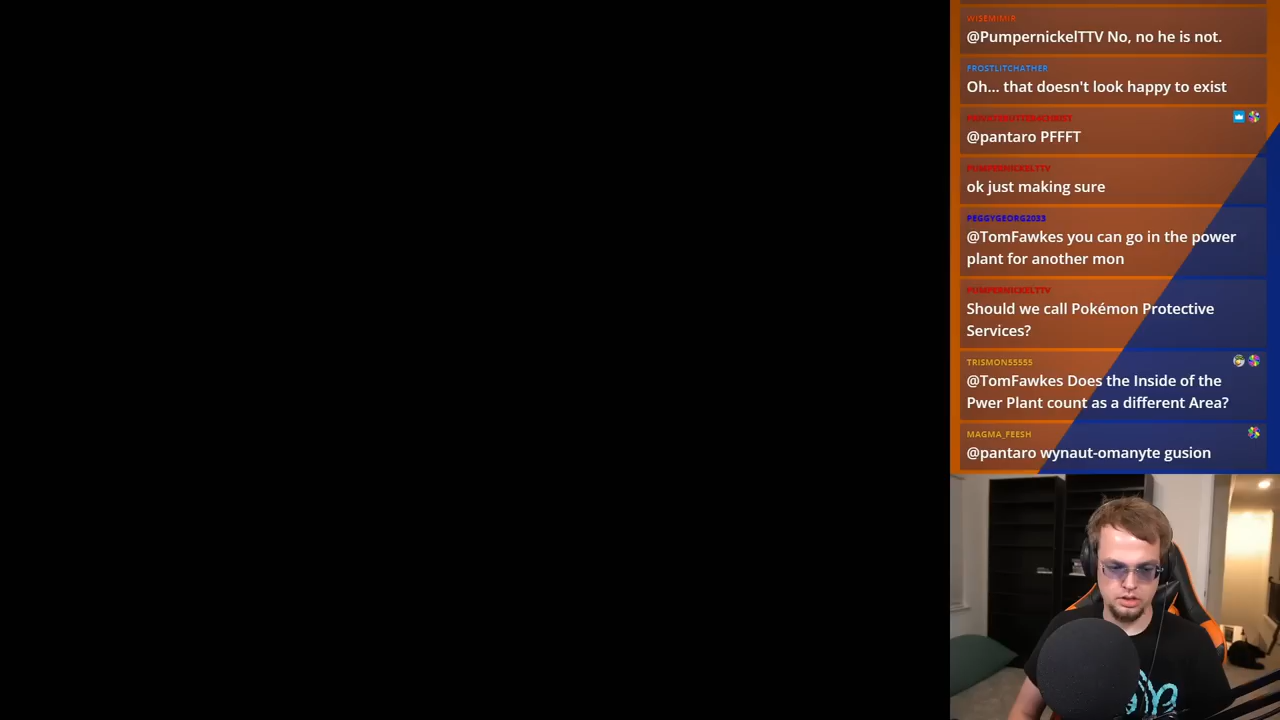 WISEMIMIR
@PumpernickelTTV No, no he is not.
FROSTLITCHATHER
Oh... that doesn't look happy to exist
@pantaro PFFFT
PUMPERNICKELTTV
ok just making sure
PEGGYGEORG2033
@TomFawkes you can go in the power
plant for another mon
PUMPERNICKELTTV
Should we call Pokémon Protective
Services?
TRISMON55555
@TomFawkes Does the Inside of the
Pwer Plant count as a different Area?
MAGMA_FEESH
@pantaro wynaut-omanyte gusion